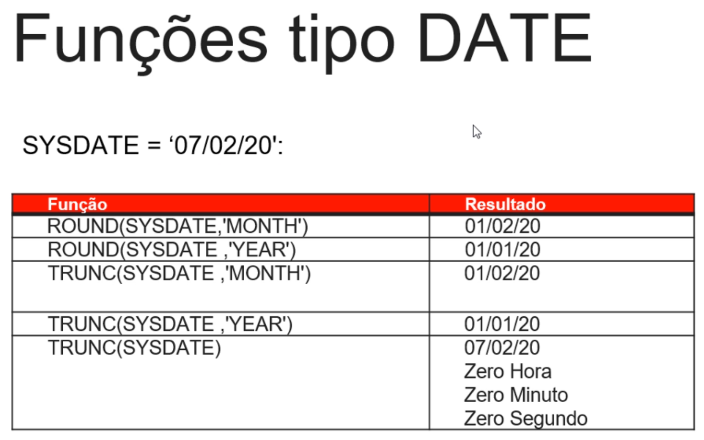 Funções tipo DATE
SYSDATE = ‘07/02/20':
Função Resultado
ROUND(SYSDATE,'MONTH') 01/02/20
ROUND(SYSDATE ,'YEAR') 01/01/20
TRUNC(SYSDATE ,'MONTH') 01/02/20
TRUNC(SYSDATE ,'YEAR') 01/01/20
TRUNC(SYSDATE) 07/02/20
Zero Hora
Zero Minuto
Zero Segundo